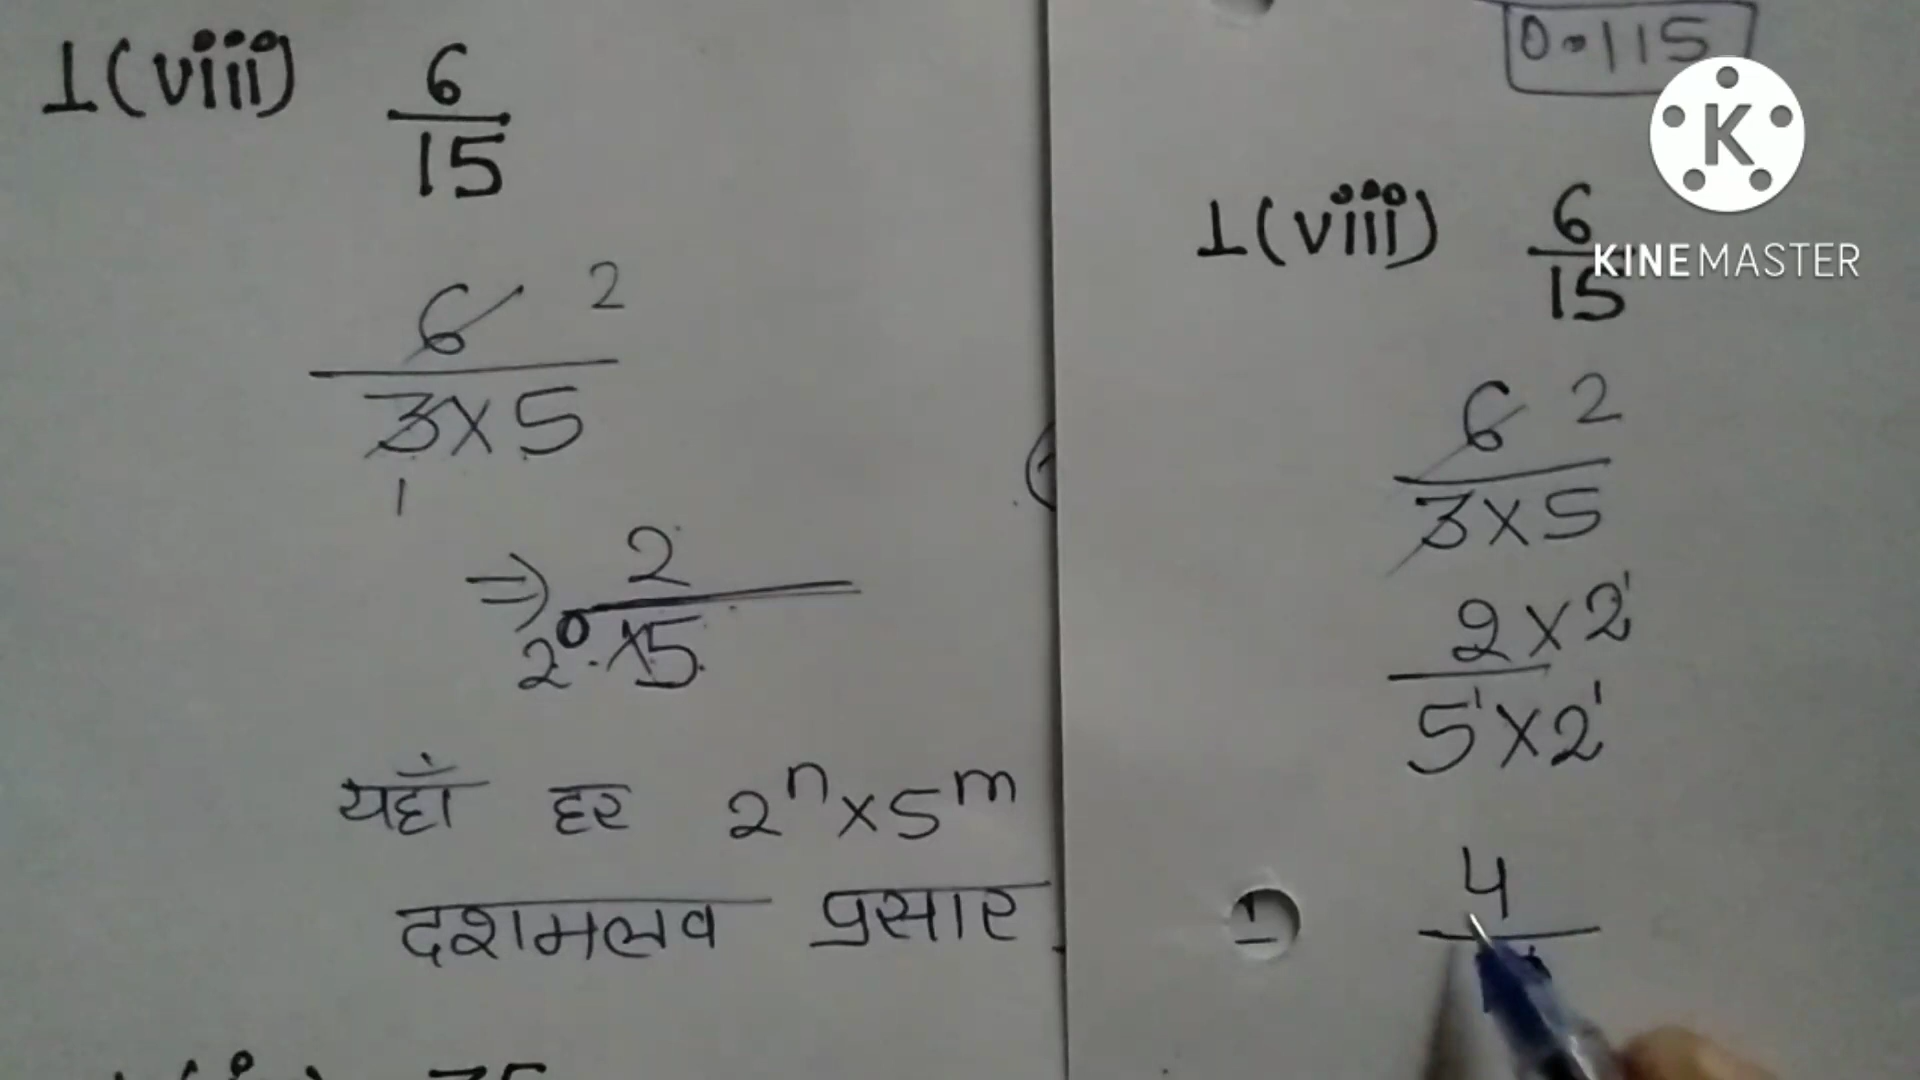 1(viii) 6/15
6 2
3×5
1
⇒ 2
2⁰ ×5
यहाँ हर 2ⁿ×5ᵐ
दशमलव प्रसार
0.115
K
KINEMASTER
1(viii) 6/15
6 2
3×5
2×2¹
5¹×2¹
4